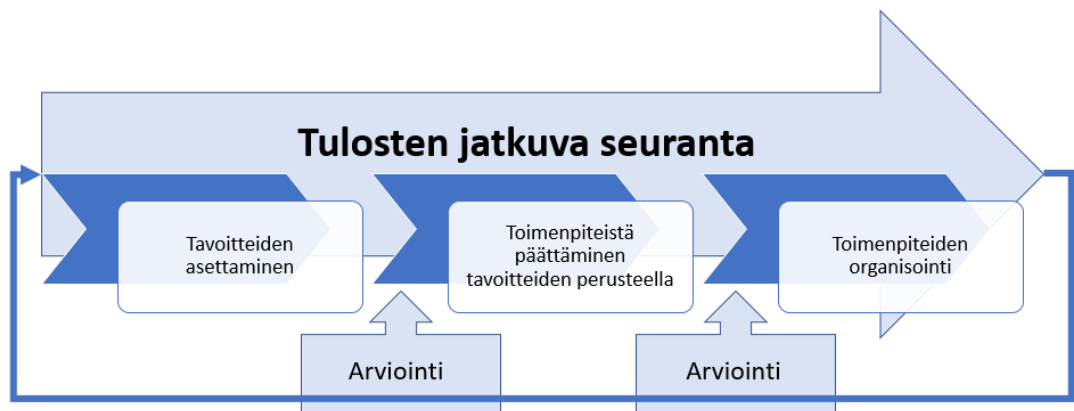 Tulosten jatkuva seuranta
Tavoitteiden
asettaminen
Toimenpiteistä
päättäminen
tavoitteiden perusteella
Toimenpiteiden
organisointi
Arviointi
Arviointi